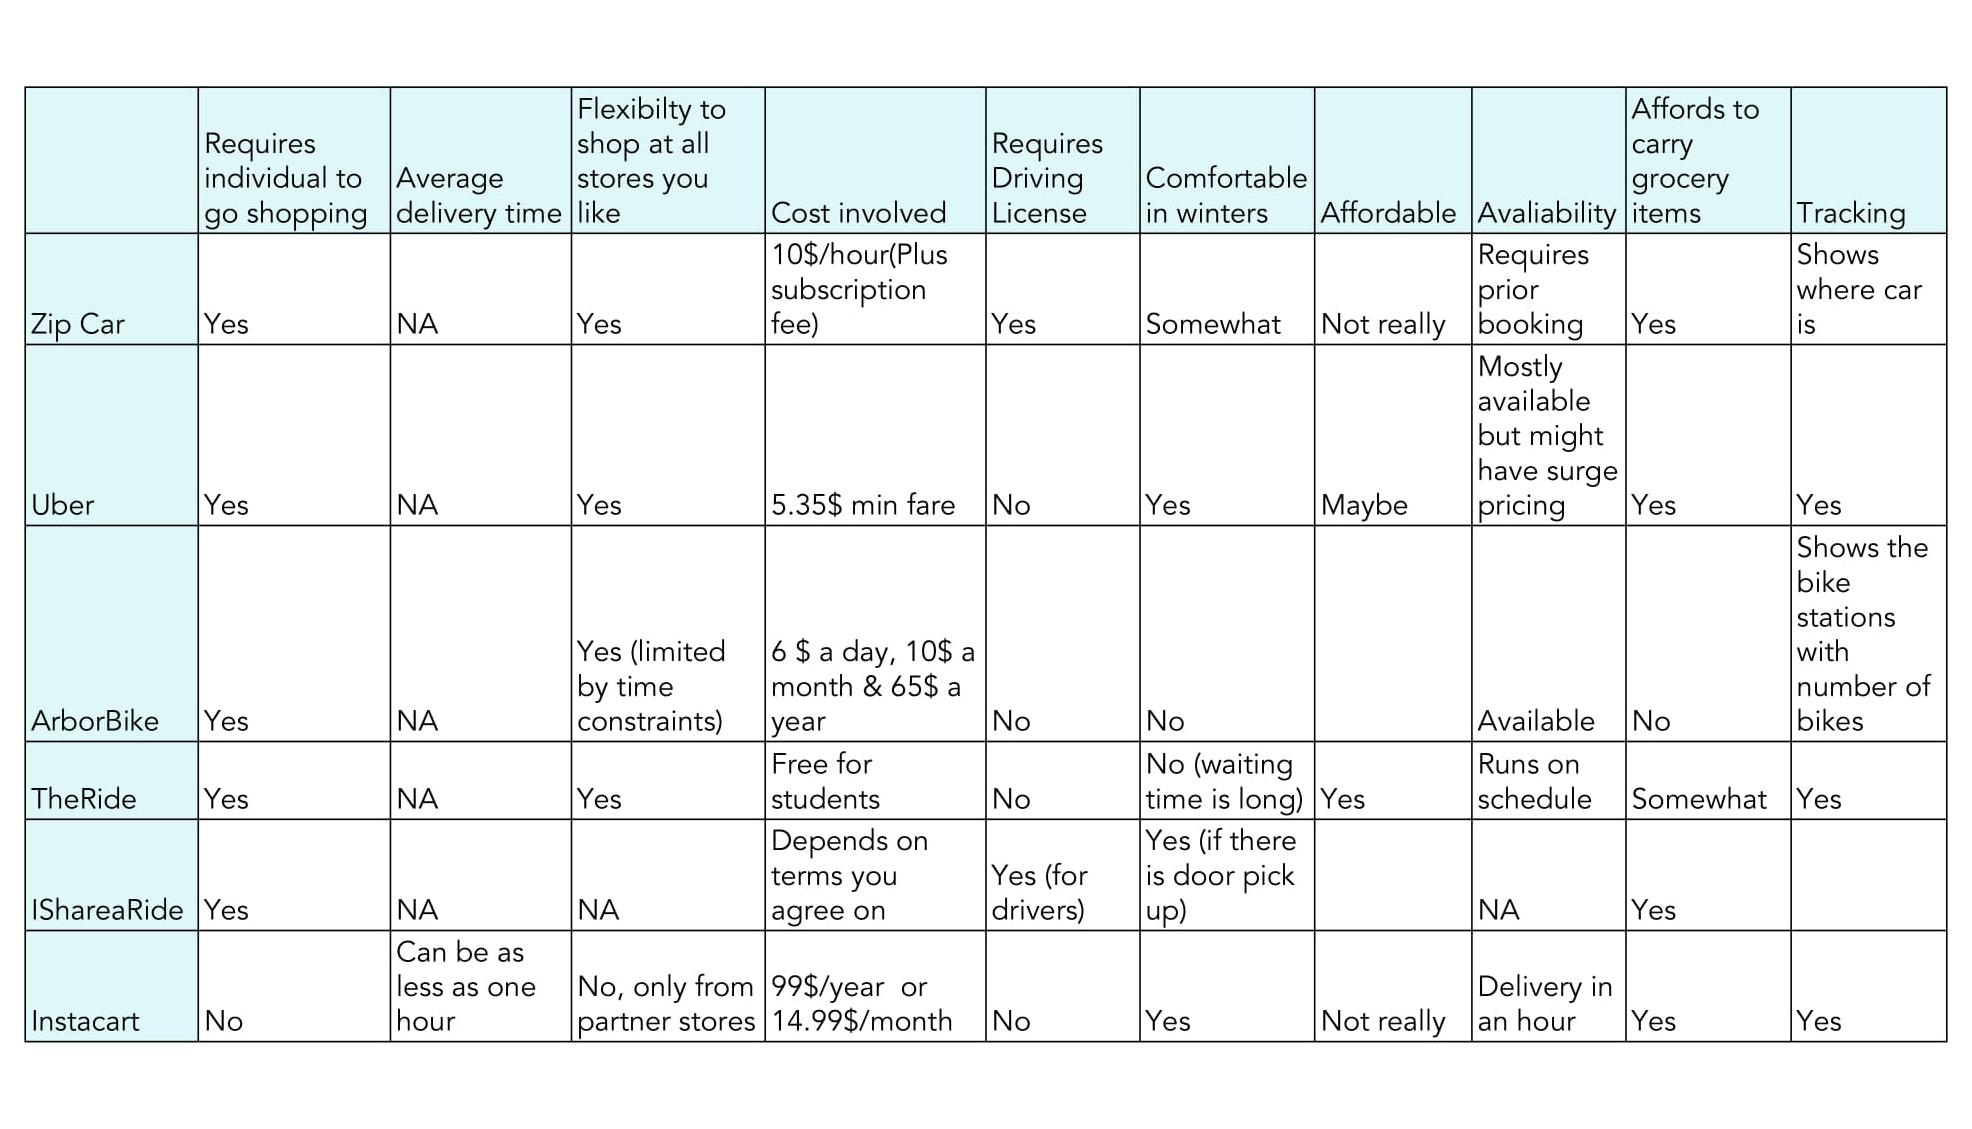 Requires
individual to
go shopping
Average
delivery time
Flexibilty to
shop at all
stores you
like
Cost involved
Requires
Driving
License
Comfortable
in winters
Affordable
Avaliability
Affords to
carry
grocery
items
Tracking
Zip Car
Yes
NA
Yes
10$/hour(Plus
subscription
fee)
Yes
Somewhat
Not really
Requires
prior
booking
Yes
Shows
where car
is
Uber
Yes
NA
Yes
5.35$ min fare
No
Yes
Maybe
Mostly
available
but might
have surge
pricing
Yes
Yes
ArborBike
Yes
NA
Yes (limited
by time
constraints)
6 $ a day, 10$ a
month & 65$ a
year
No
No
Available
No
Shows the
bike
stations
with
number of
bikes
TheRide
Yes
NA
Yes
Free for
students
No
No (waiting
time is long)
Yes
Runs on
schedule
Somewhat
Yes
IShareaRide
Yes
NA
NA
Depends on
terms you
agree on
Yes (for
drivers)
Yes (if there
is door pick
up)
NA
Yes
Instacart
No
Can be as
less as one
hour
No, only from
partner stores
99$/year or
14.99$/month
No
Yes
Not really
Delivery in
an hour
Yes
Yes